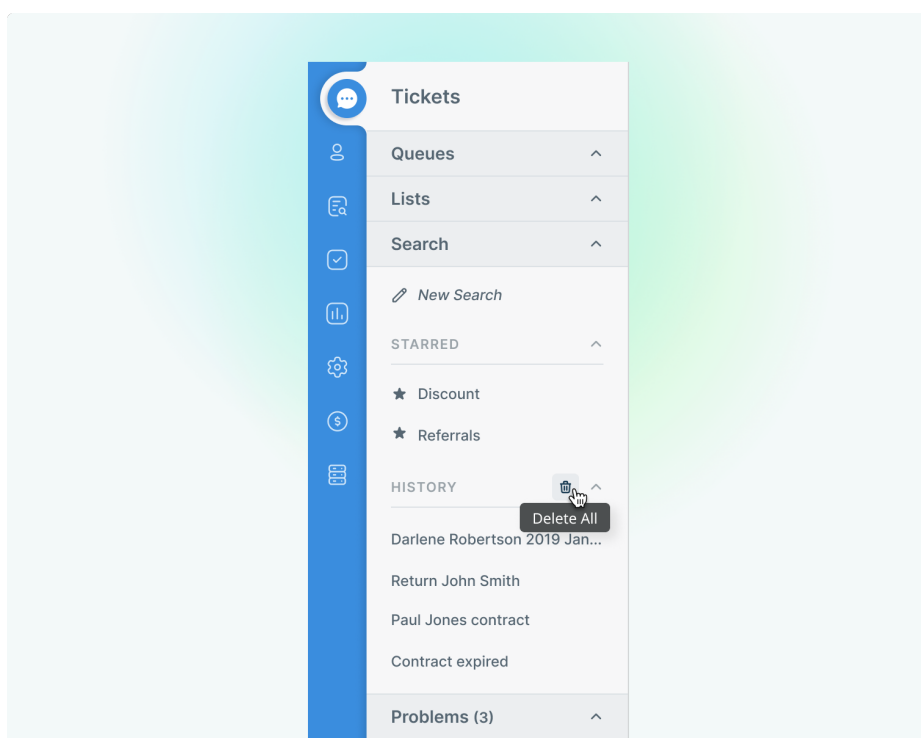 Tickets
Queues
Lists
Search
New Search
STARRED
Discount
Referrals
HISTORY
Delete All
Darlene Robertson 2019 Jan...
Return John Smith
Paul Jones contract
Contract expired
Problems (3)